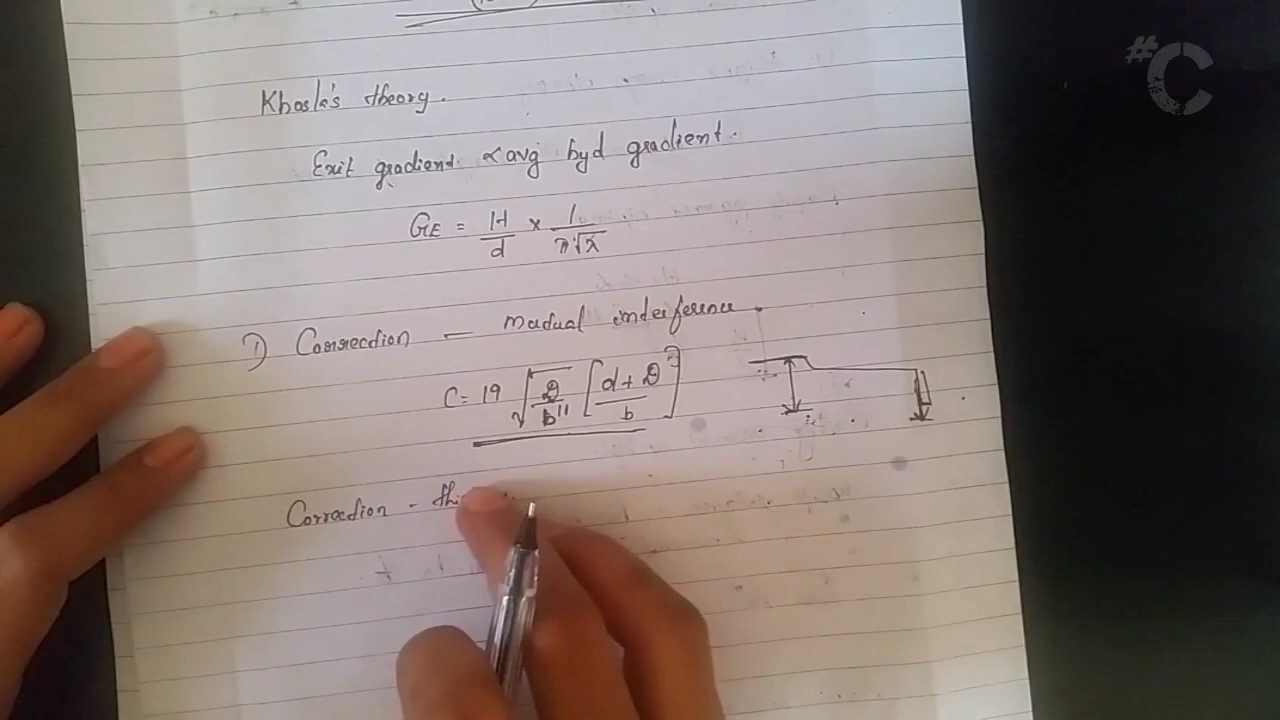 #C
Khosla's theory.
Exit gradient ∝ avg hyd gradient.
GE = H/d × 1/π√λ
1) Correction — mutual interference
C = 19 √(D/b'') [(d + D)/b]
Correction - thi